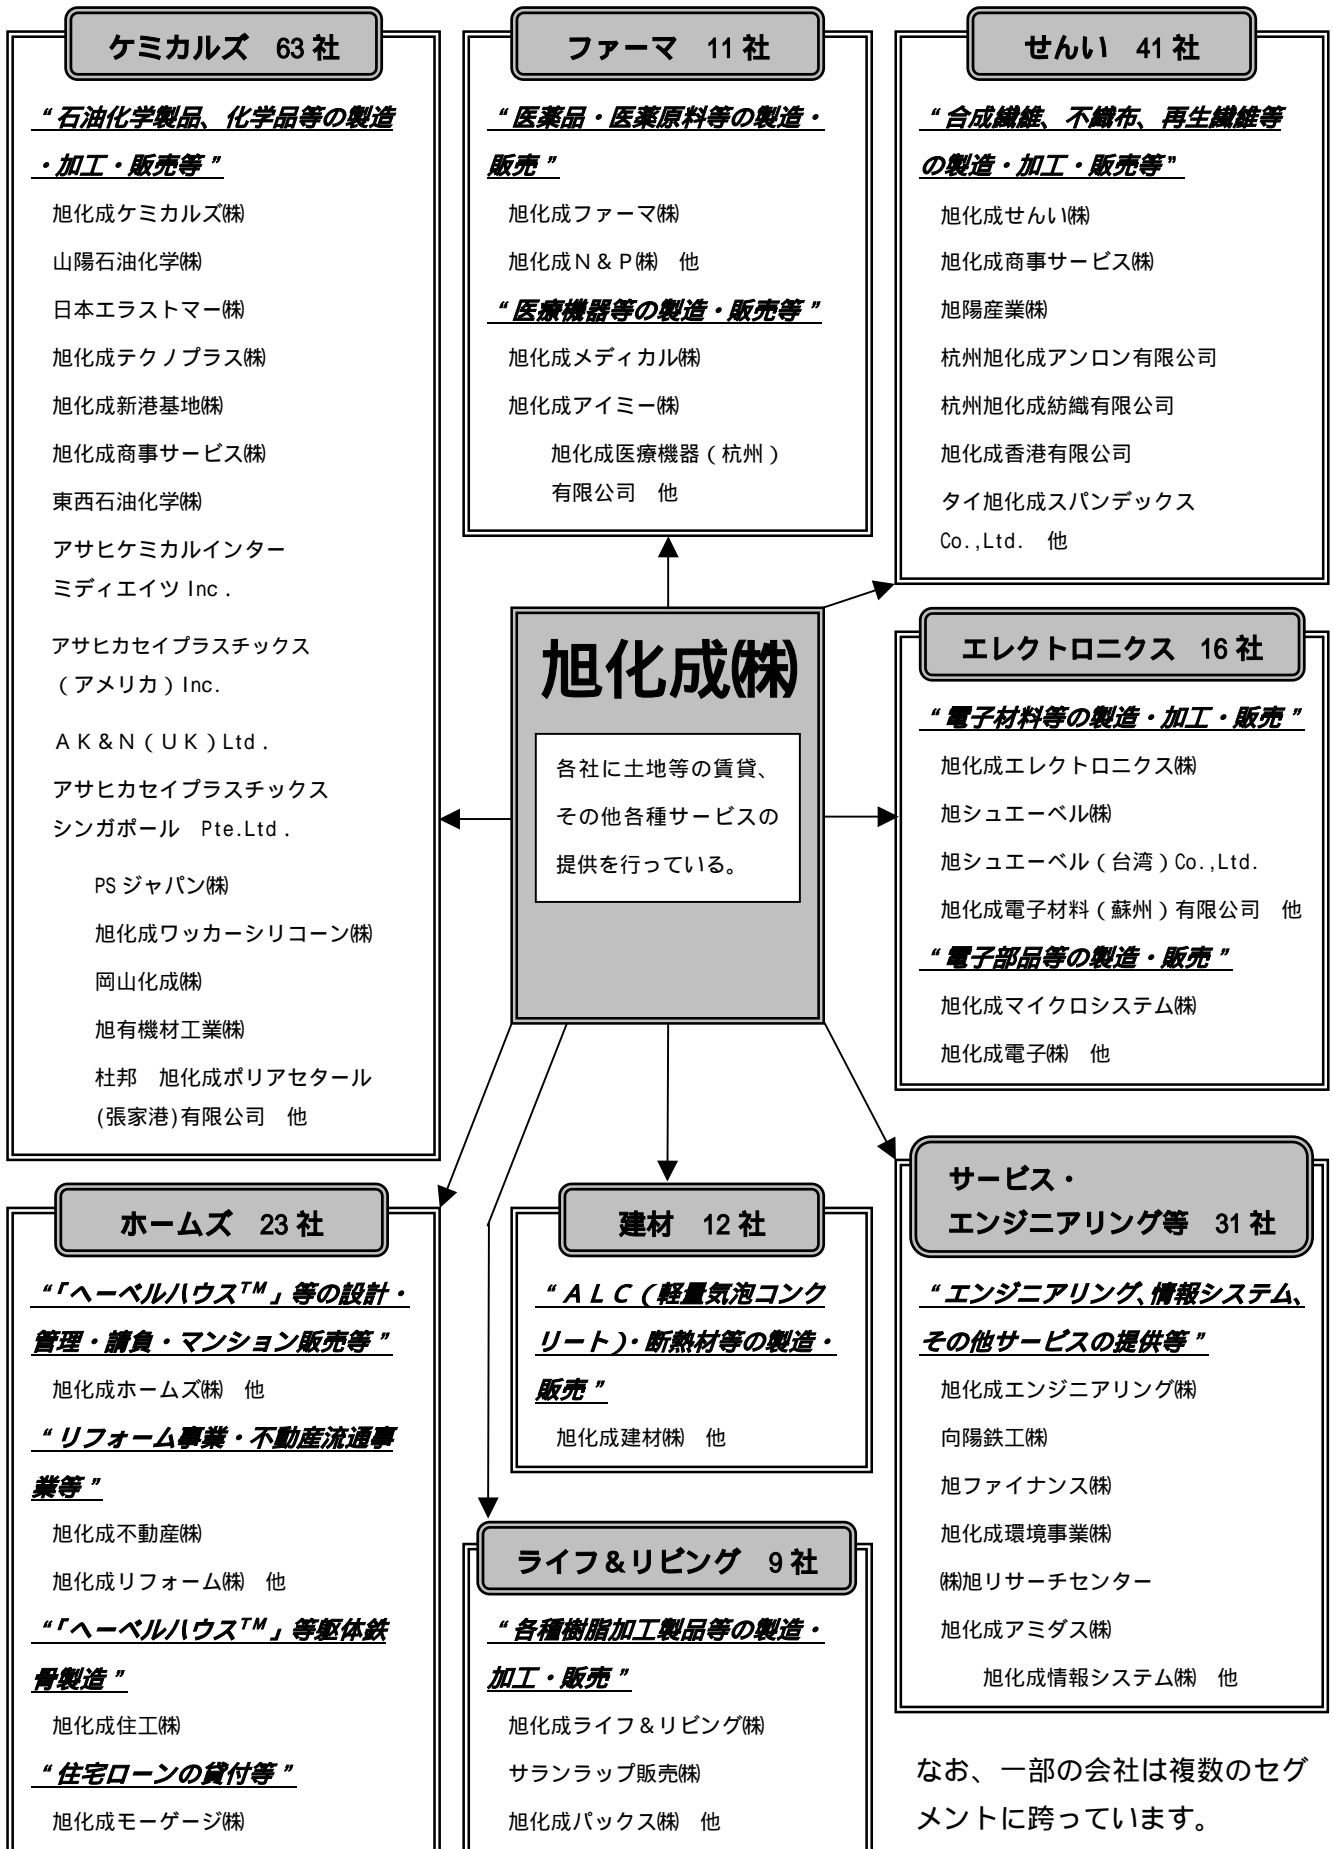 ケミカルズ　63 社
“石油化学製品、化学品等の製造
・加工・販売等”
旭化成ケミカルズ㈱
山陽石油化学㈱
日本エラストマー㈱
旭化成テクノプラス㈱
旭化成新港基地㈱
旭化成商事サービス㈱
東西石油化学㈱
アサヒケミカルインター
ミディエイツ Inc．
アサヒカセイプラスチックス
（アメリカ）Inc.
ＡＫ&Ｎ（ＵＫ）Ltd．
アサヒカセイプラスチックス
シンガポール　Pte.Ltd．
PS ジャパン㈱
旭化成ワッカーシリコーン㈱
岡山化成㈱
旭有機材工業㈱
杜邦　旭化成ポリアセタール
(張家港)有限公司　他
ファーマ　11 社
“医薬品・医薬原料等の製造・
販売”
旭化成ファーマ㈱
旭化成Ｎ＆Ｐ㈱　他
“医療機器等の製造・販売等”
旭化成メディカル㈱
旭化成アイミー㈱
旭化成医療機器（杭州）
有限公司　他
せんい　41 社
“合成繊維、不織布、再生繊維等
の製造・加工・販売等”
旭化成せんい㈱
旭化成商事サービス㈱
旭陽産業㈱
杭州旭化成アンロン有限公司
杭州旭化成紡織有限公司
旭化成香港有限公司
タイ旭化成スパンデックス
Co.,Ltd.　他
旭化成㈱
各社に土地等の賃貸、
その他各種サービスの
提供を行っている。
エレクトロニクス　16 社
“電子材料等の製造・加工・販売”
旭化成エレクトロニクス㈱
旭シュエーベル㈱
旭シュエーベル（台湾）Co.,Ltd.
旭化成電子材料（蘇州）有限公司　他
“電子部品等の製造・販売”
旭化成マイクロシステム㈱
旭化成電子㈱　他
ホームズ　23 社
“「ヘーベルハウス™」等の設計・
管理・請負・マンション販売等”
旭化成ホームズ㈱　他
“リフォーム事業・不動産流通事
業等”
旭化成不動産㈱
旭化成リフォーム㈱　他
“「ヘーベルハウス™」等躯体鉄
骨製造”
旭化成住工㈱
“住宅ローンの貸付等”
旭化成モーゲージ㈱
建材　12 社
“ＡＬＣ（軽量気泡コンク
リート）・断熱材等の製造・
販売”
旭化成建材㈱　他
ライフ＆リビング　9 社
“各種樹脂加工製品等の製造・
加工・販売”
旭化成ライフ＆リビング㈱
サランラップ販売㈱
旭化成パックス㈱　他
サービス・
エンジニアリング等　31 社
“エンジニアリング、情報システム、
その他サービスの提供等”
旭化成エンジニアリング㈱
向陽鉄工㈱
旭ファイナンス㈱
旭化成環境事業㈱
㈱旭リサーチセンター
旭化成アミダス㈱
旭化成情報システム㈱　他
なお、一部の会社は複数のセグ
メントに跨っています。